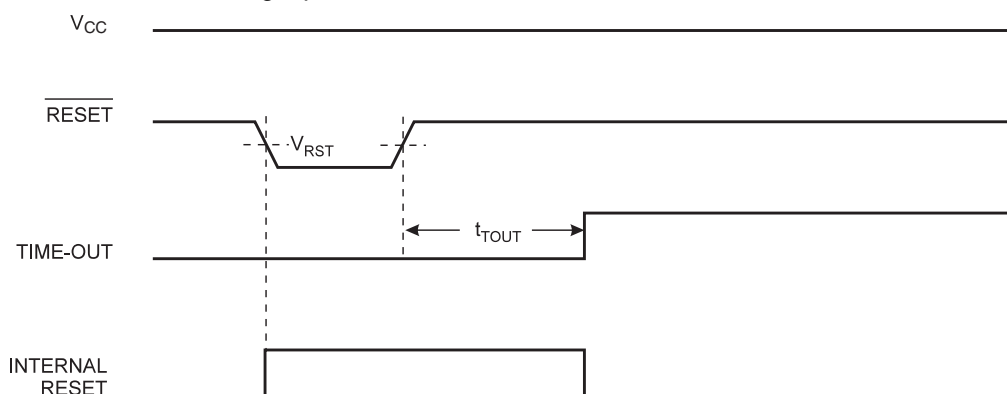 VCC
RESET
VRST
tTOUT
TIME-OUT
INTERNAL
RESET